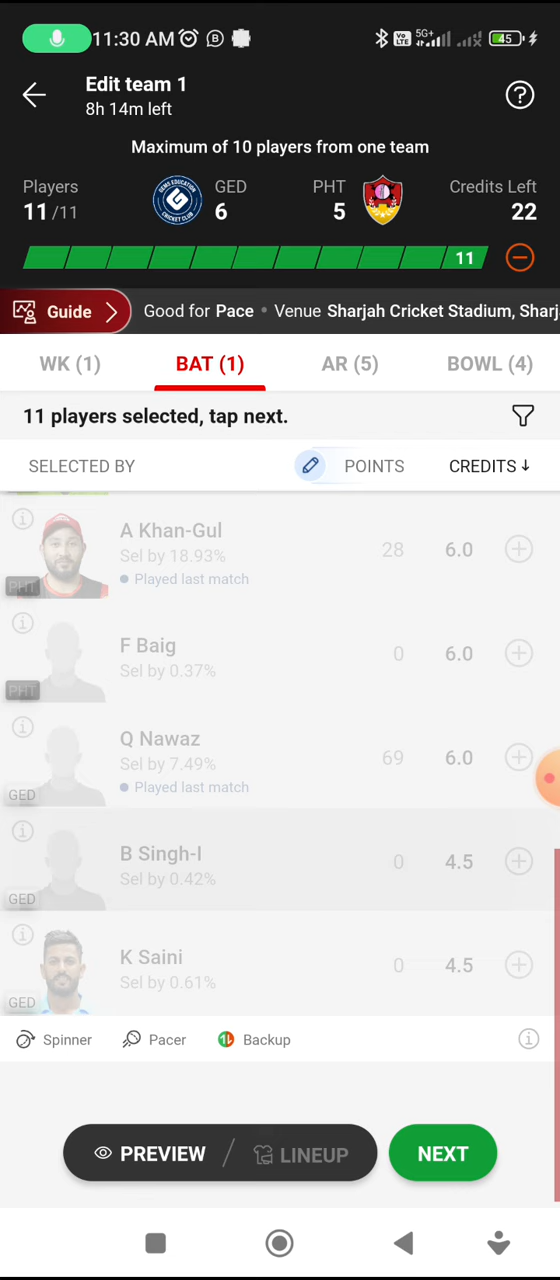 11:30 AM
Vo LTE 5G+ 45
Edit team 1
8h 14m left
Maximum of 10 players from one team
Players GED PHT Credits Left
11/11 6 5 22
11
Guide Good for Pace • Venue Sharjah Cricket Stadium, Sharj
WK (1) BAT (1) AR (5) BOWL (4)
11 players selected, tap next.
SELECTED BY POINTS CREDITS↓
A Khan-Gul
Sel by 18.93% 28 6.0
Played last match
PHT
F Baig
Sel by 0.37% 0 6.0
PHT
Q Nawaz
Sel by 7.49% 69 6.0
Played last match
GED
B Singh-I
Sel by 0.42% 0 4.5
GED
K Saini
Sel by 0.61% 0 4.5
GED
Spinner Pacer Backup
PREVIEW / LINEUP NEXT